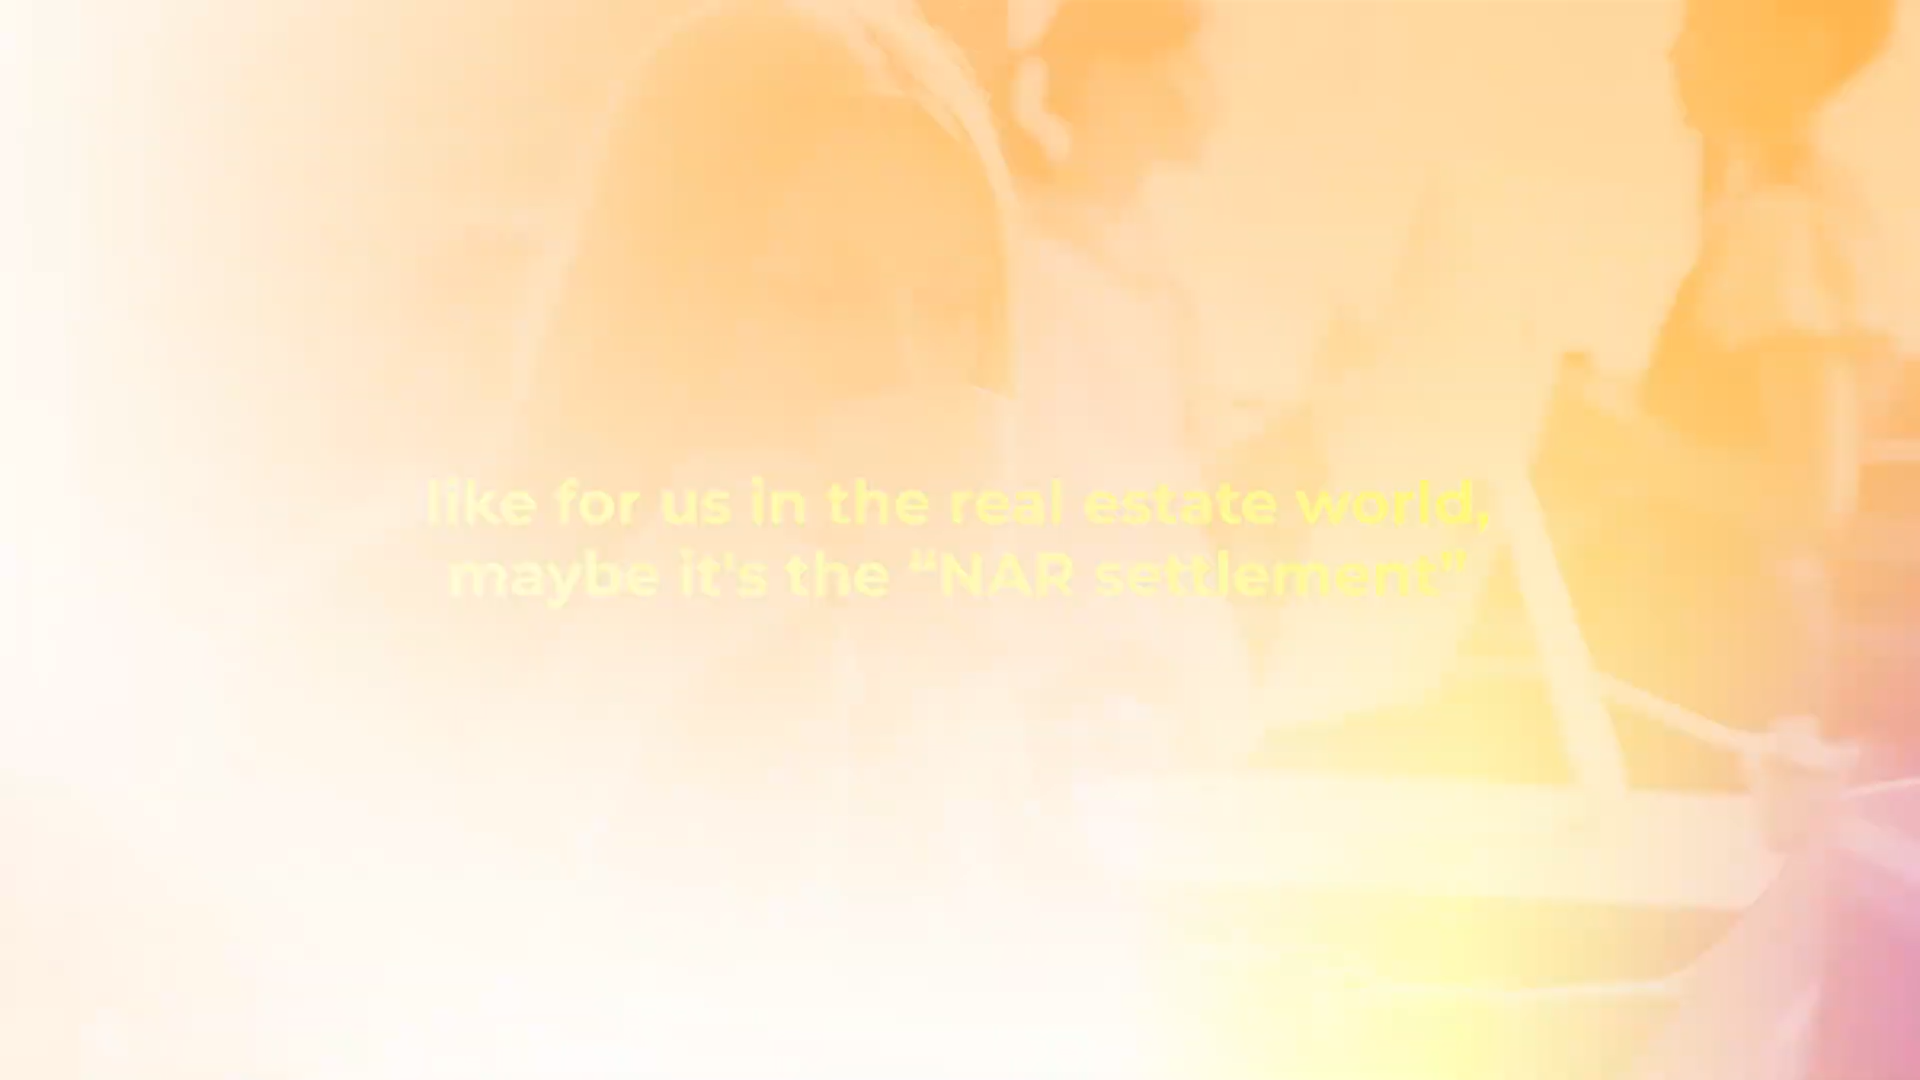 like for us in the real estate world,
maybe it's the “NAR settlement”